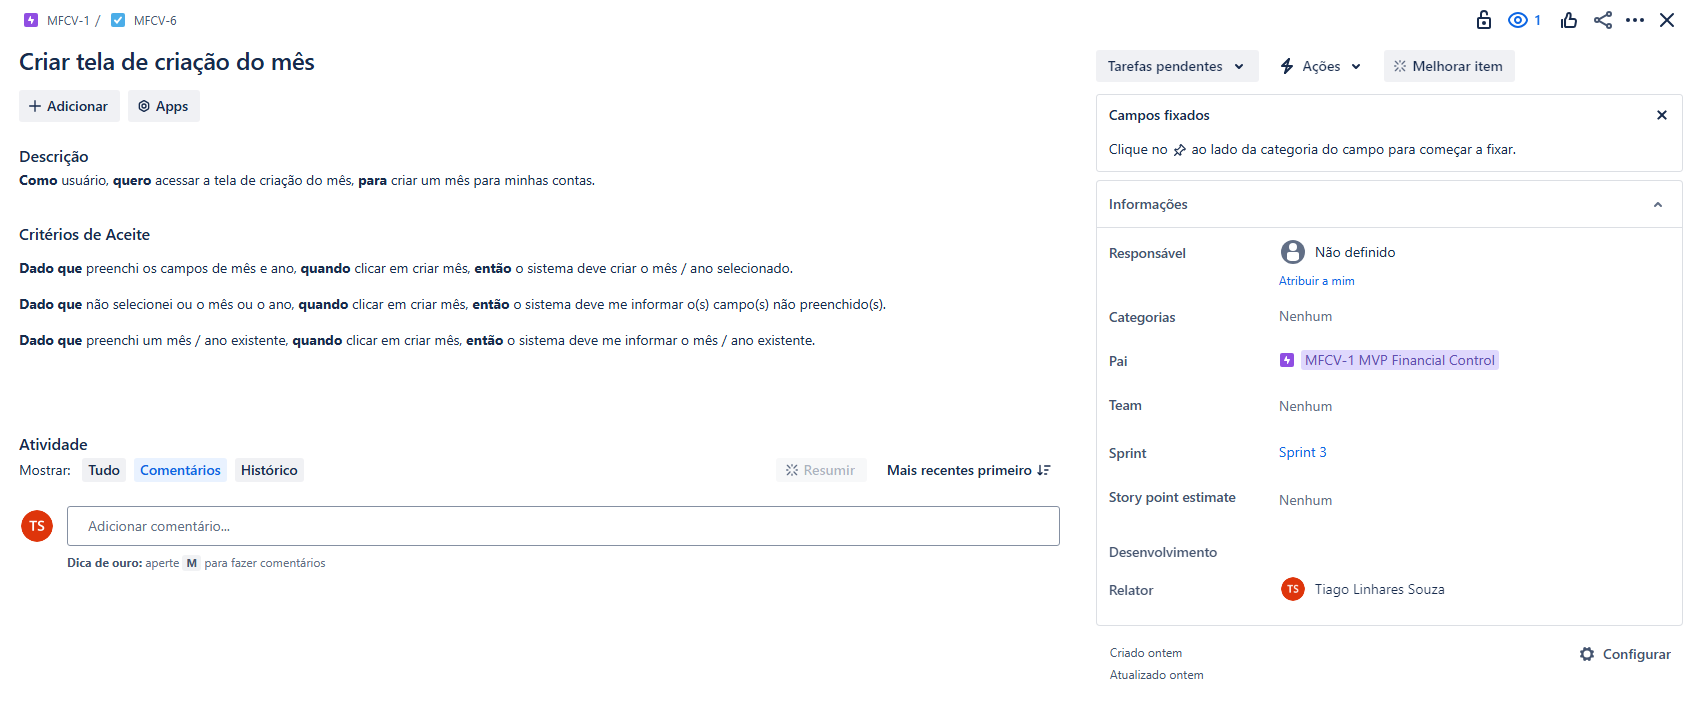 MFCV-1 / MFCV-6
1
Criar tela de criação do mês
Adicionar Apps
Descrição
Como usuário, quero acessar a tela de criação do mês, para criar um mês para minhas contas.
Critérios de Aceite
Dado que preenchi os campos de mês e ano, quando clicar em criar mês, então o sistema deve criar o mês / ano selecionado.
Dado que não selecionei ou o mês ou o ano, quando clicar em criar mês, então o sistema deve me informar o(s) campo(s) não preenchido(s).
Dado que preenchi um mês / ano existente, quando clicar em criar mês, então o sistema deve me informar o mês / ano existente.
Atividade
Mostrar: Tudo Comentários Histórico Resumir Mais recentes primeiro
TS Adicionar comentário...
Dica de ouro: aperte M para fazer comentários
Tarefas pendentes Ações Melhorar item
Campos fixados
Clique no ao lado da categoria do campo para começar a fixar.
Informações
Responsável Não definido
Atribuir a mim
Categorias Nenhum
Pai MFCV-1 MVP Financial Control
Team Nenhum
Sprint Sprint 3
Story point estimate Nenhum
Desenvolvimento
Relator TS Tiago Linhares Souza
Criado ontem Configurar
Atualizado ontem